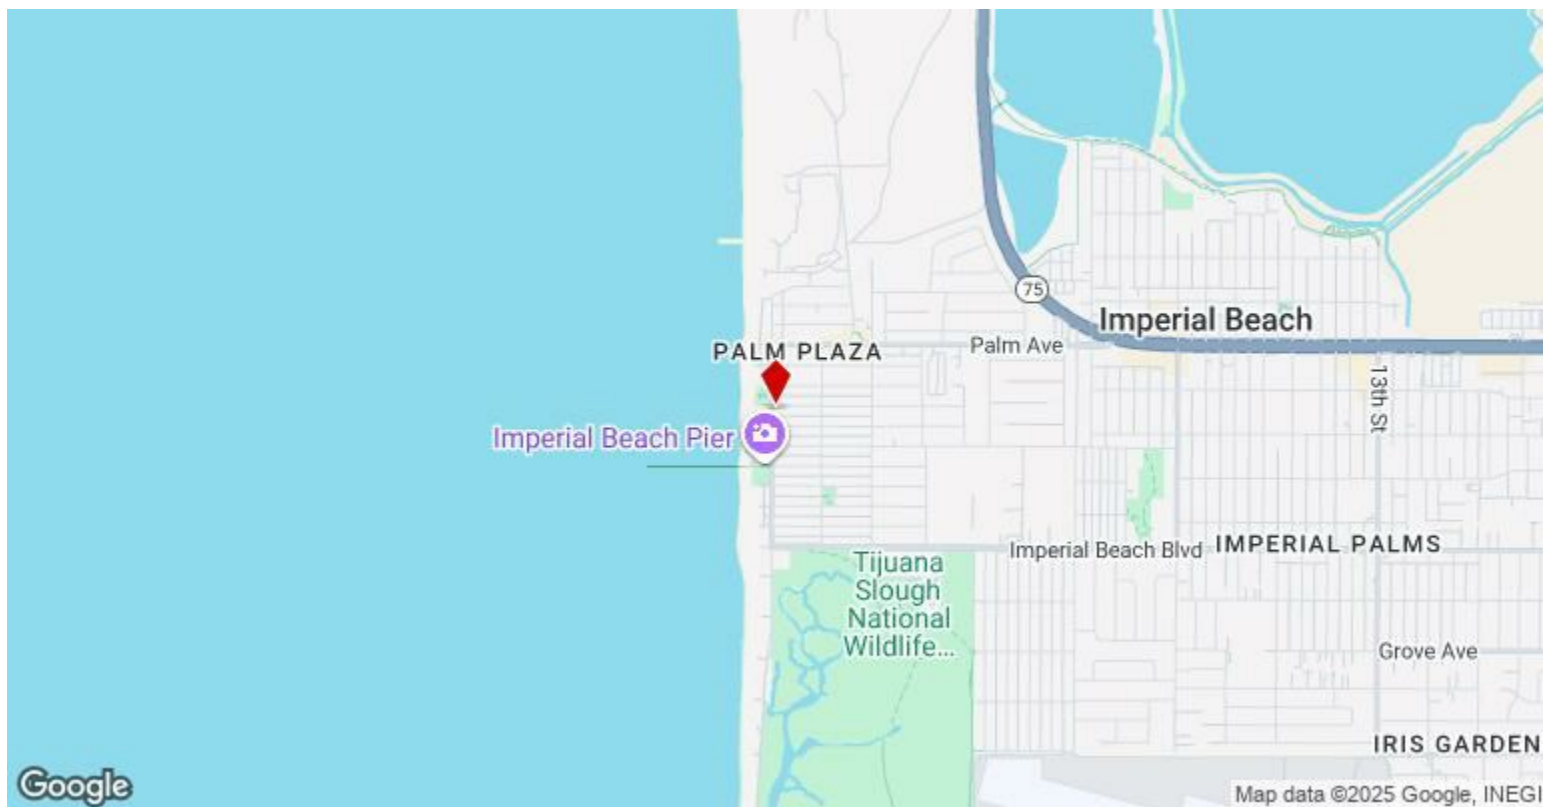 75
Imperial Beach
PALM PLAZA
Palm Ave
13th St
Imperial Beach Pier
Imperial Beach Blvd
IMPERIAL PALMS
Tijuana
Slough
National
Wildlife...
Grove Ave
IRIS GARDEN
Google
Map data ©2025 Google, INEGI